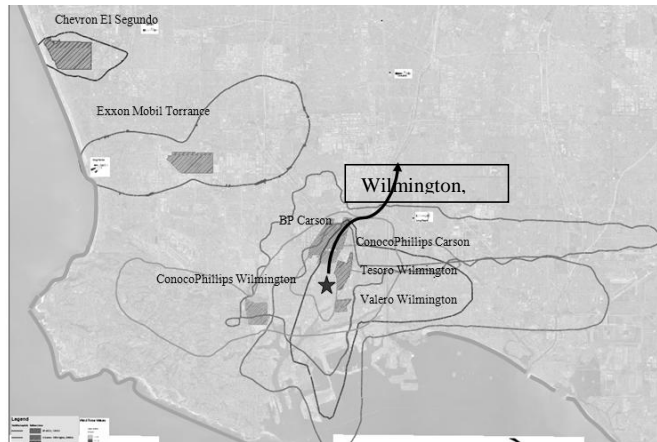 Chevron El Segundo
Exxon Mobil Torrance
Wilmington,
BP Carson
ConocoPhillips Carson
ConocoPhillips Wilmington
Tesoro Wilmington
Valero Wilmington
Legend